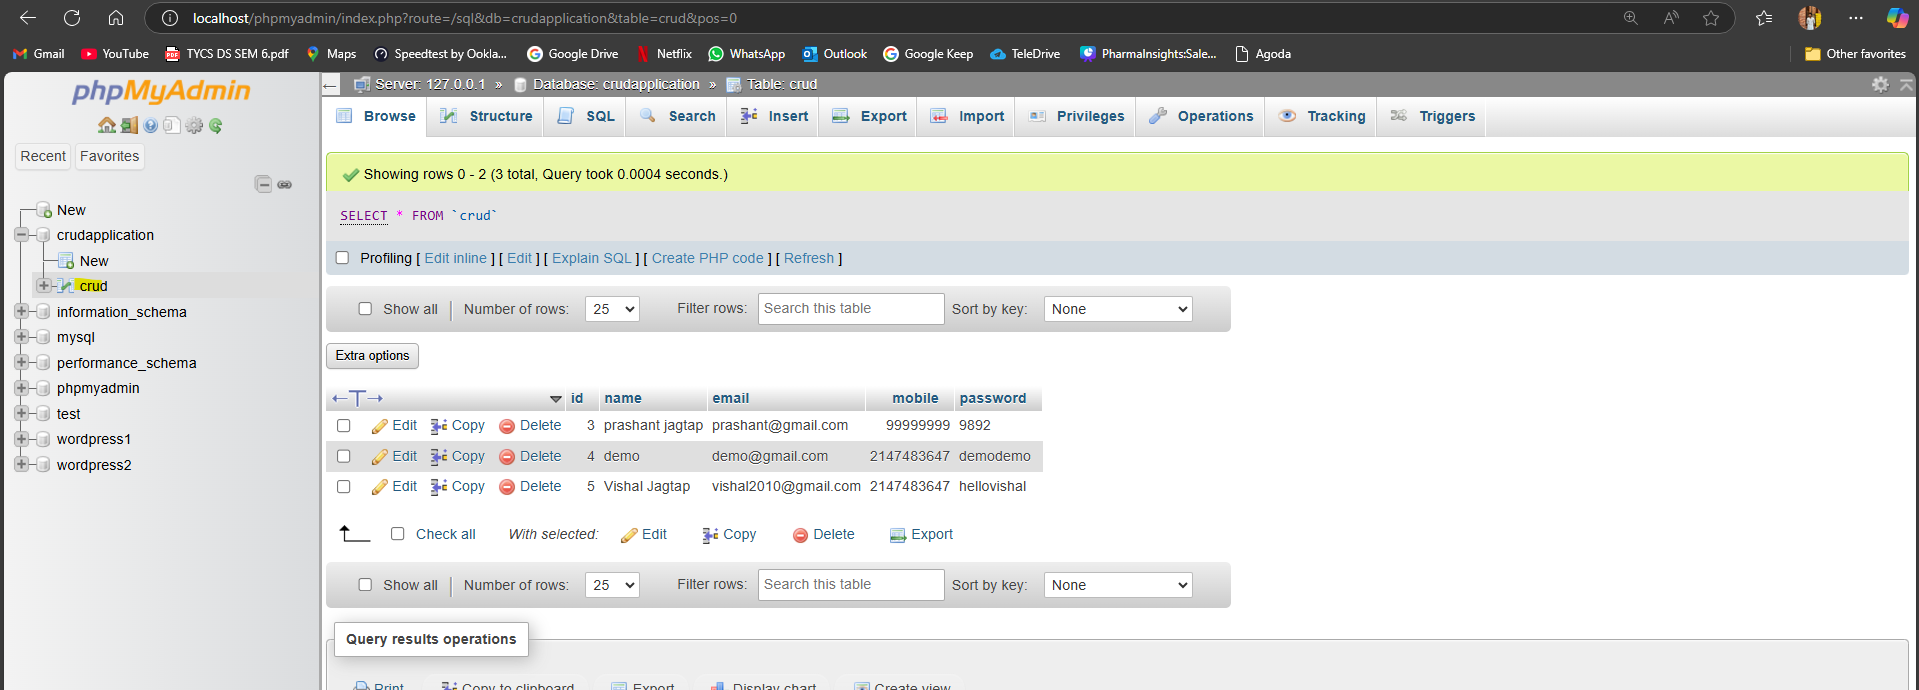 localhost/phpmyadmin/index.php?route=/sql&db=crudapplication&table=crud&pos=0
Gmail YouTube TYCS DS SEM 6.pdf Maps Speedtest by Ookla... Google Drive Netflix WhatsApp Outlook Google Keep TeleDrive PharmaInsights:Sale... Agoda Other favorites
phpMyAdmin
Recent Favorites
New
crudapplication
New
crud
information_schema
mysql
performance_schema
phpmyadmin
test
wordpress1
wordpress2
Server: 127.0.0.1 » Database: crudapplication » Table: crud
Browse Structure SQL Search Insert Export Import Privileges Operations Tracking Triggers
Showing rows 0 - 2 (3 total, Query took 0.0004 seconds.)
SELECT * FROM `crud`
Profiling [ Edit inline ] [ Edit ] [ Explain SQL ] [ Create PHP code ] [ Refresh ]
Show all Number of rows: 25 Filter rows: Search this table Sort by key: None
Extra options
id name email mobile password
Edit Copy Delete 3 prashant jagtap prashant@gmail.com 99999999 9892
Edit Copy Delete 4 demo demo@gmail.com 2147483647 demodemo
Edit Copy Delete 5 Vishal Jagtap vishal2010@gmail.com 2147483647 hellovishal
Check all With selected: Edit Copy Delete Export
Show all Number of rows: 25 Filter rows: Search this table Sort by key: None
Query results operations
Print Copy to clipboard Export Display chart Create view